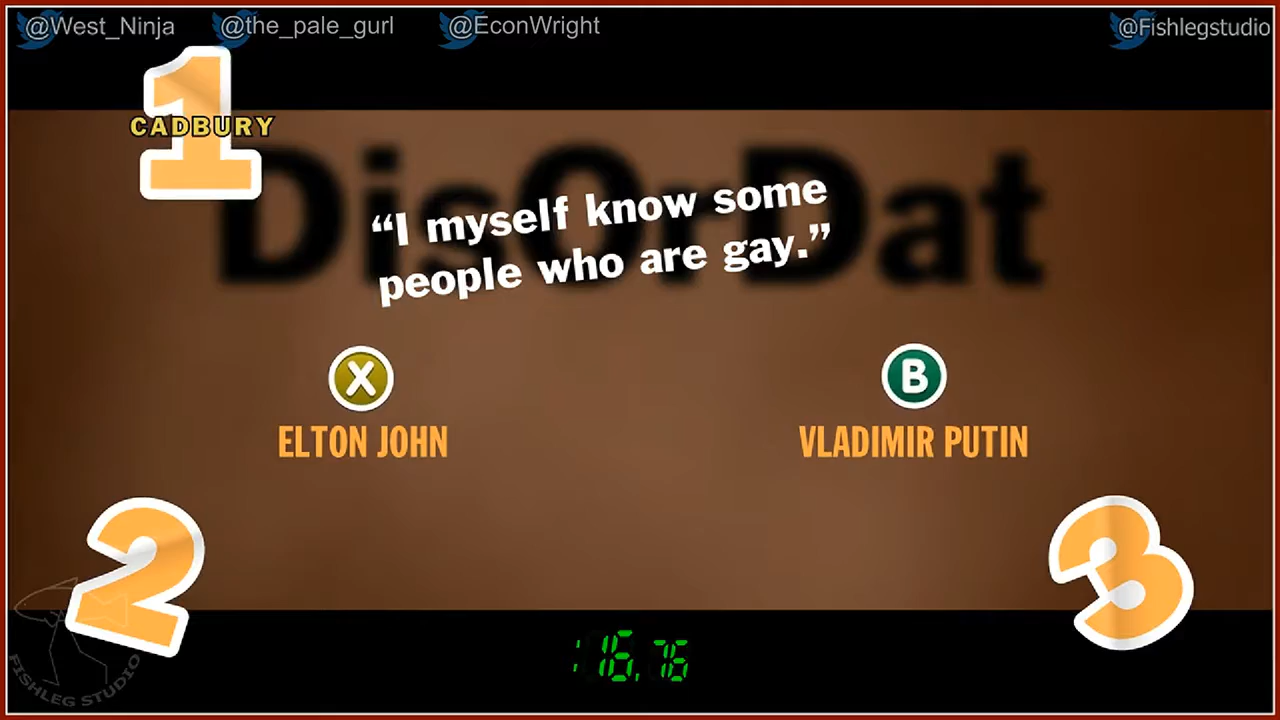 @West_Ninja @the_pale_gurl @EconWright @Fishlegstudio
1
CADBURY
DisOrDat
“I myself know some
people who are gay.”
X B
ELTON JOHN VLADIMIR PUTIN
2 3
:16.76
FISHLEG STUDIO